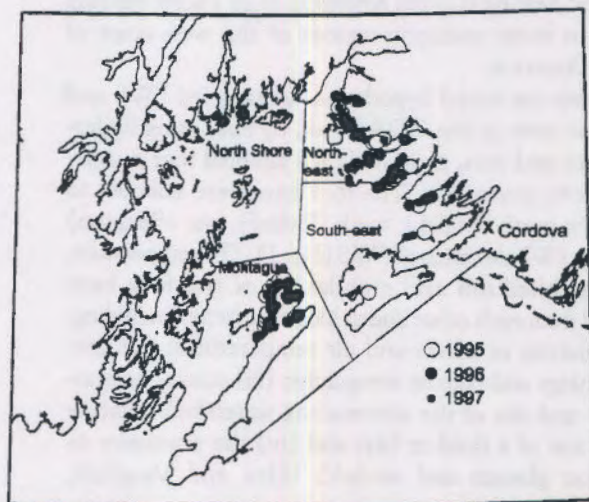 North Shore
North-
east
South-east
x Cordova
Montague
1995
1996
1997